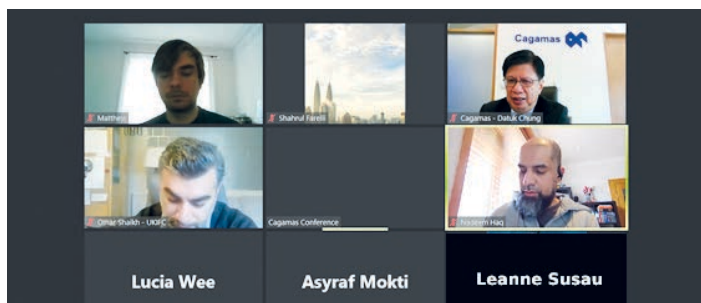 Cagamas
Matthew
Shahrul Farelli
Cagamas - Datuk Chung
Omar Shaikh - UKIFC
Cagamas Conference
Nadeem Haq
Lucia Wee
Asyraf Mokti
Leanne Susau